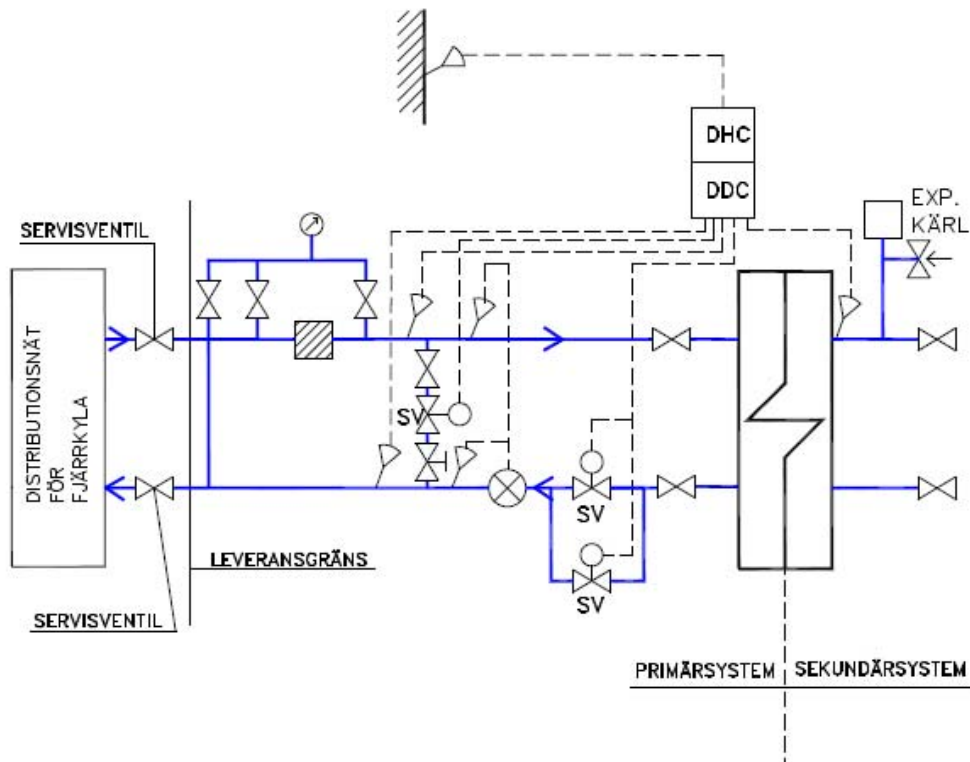 DHC
DDC
EXP.
KÄRL
SERVISVENTIL
DISTRIBUTIONSNÄT
FÖR
FJÄRRKYLA
SV
SV
SV
LEVERANSGRÄNS
SERVISVENTIL
PRIMÄRSYSTEM
SEKUNDÄRSYSTEM